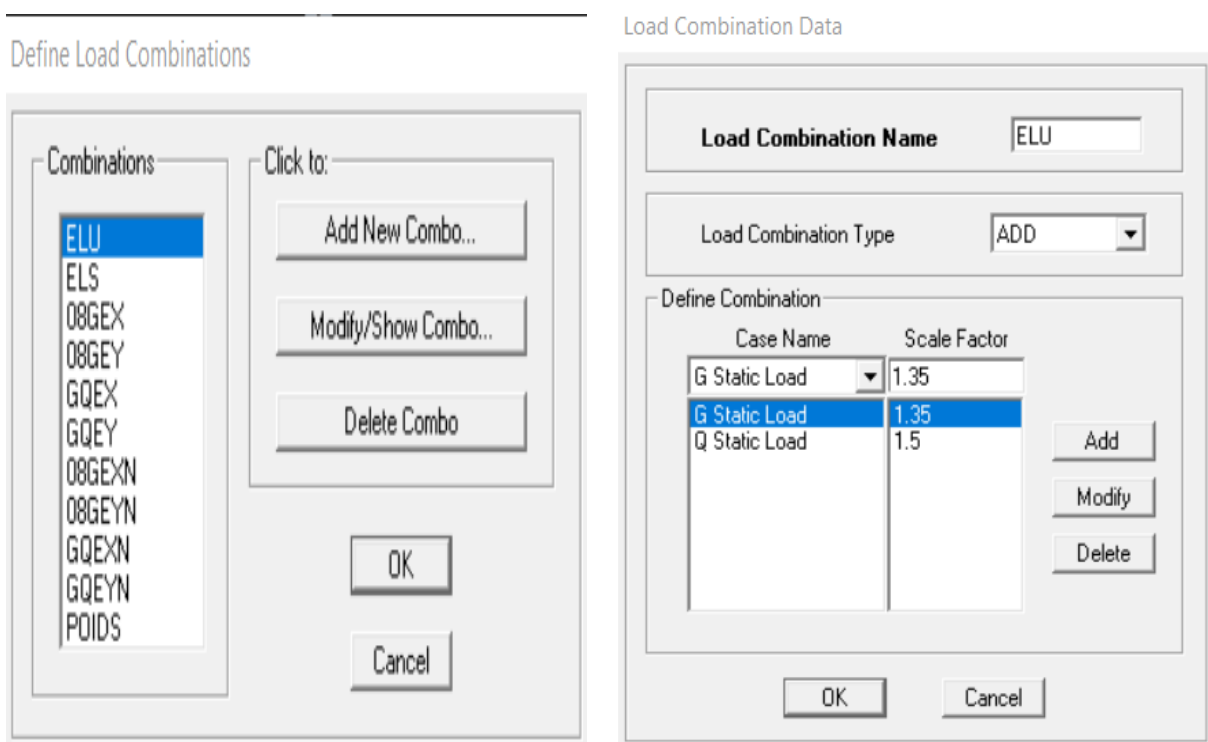 Define Load Combinations
Combinations
ELU
ELS
08GEX
08GEY
GQEX
GQEY
08GEXN
08GEYN
GQEXN
GQEYN
POIDS
Click to:
Add New Combo...
Modify/Show Combo...
Delete Combo
OK
Cancel
Load Combination Data
Load Combination Name ELU
Load Combination Type ADD
Define Combination
Case Name Scale Factor
G Static Load 1.35
G Static Load 1.35
Q Static Load 1.5
Add
Modify
Delete
OK Cancel